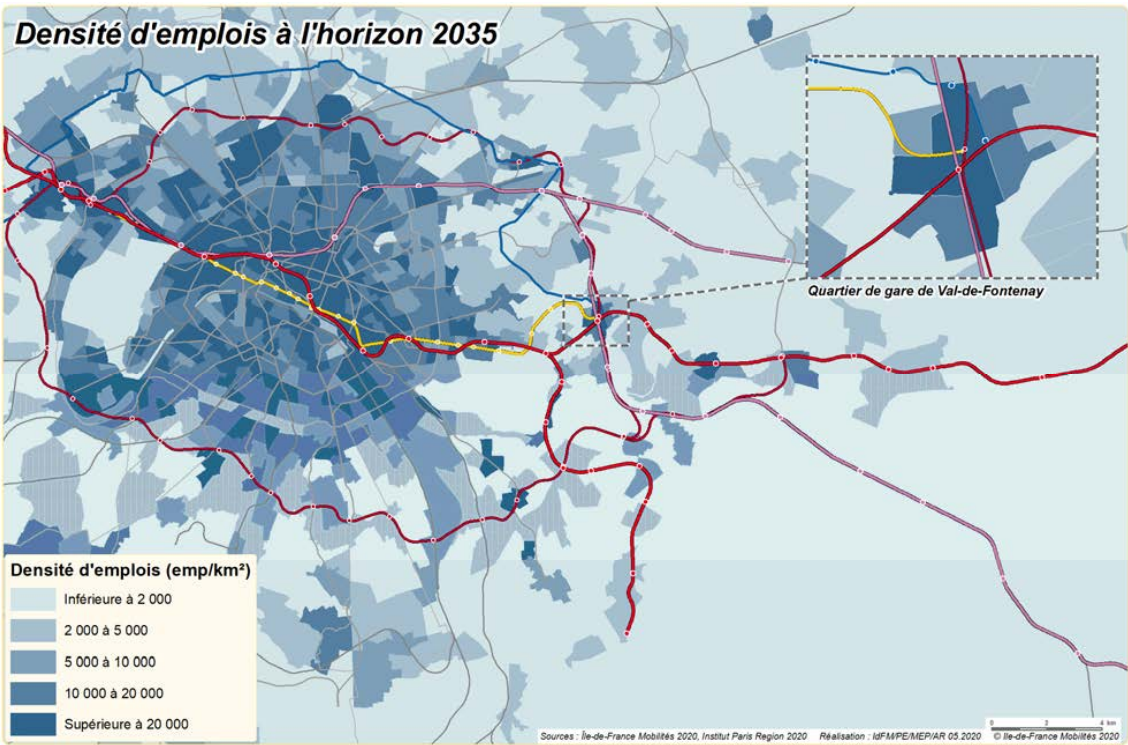 Densité d'emplois à l'horizon 2035
Quartier de gare de Val-de-Fontenay
Densité d'emplois (emp/km²)
Inférieure à 2 000
2 000 à 5 000
5 000 à 10 000
10 000 à 20 000
Supérieure à 20 000
0 2 4 km
Sources : Île-de-France Mobilités 2020, Institut Paris Region 2020 Réalisation : IdFM/PE/MEP/AR 05.2020 © Ile-de-France Mobilités 2020